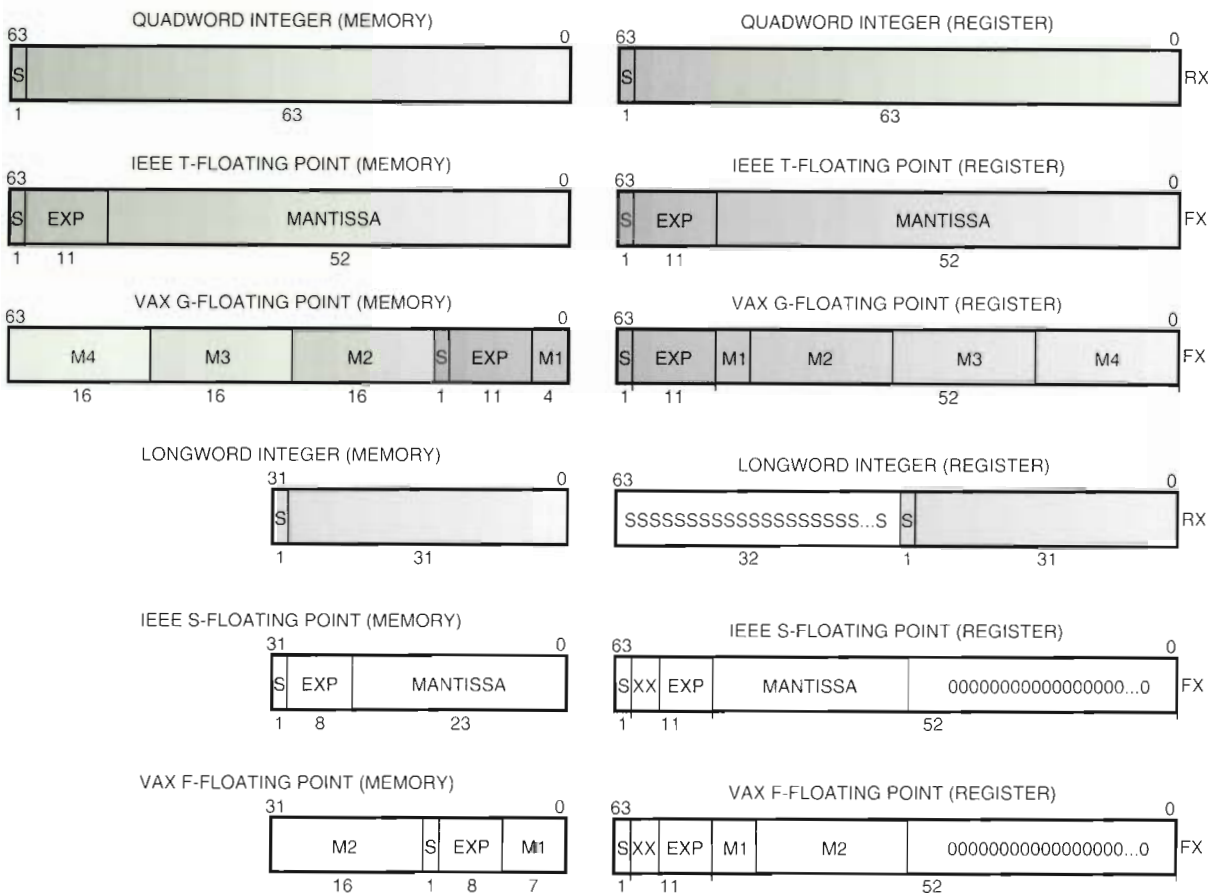 QUADWORD INTEGER (MEMORY)
63 0
S
1 63
QUADWORD INTEGER (REGISTER)
63 0
S RX
1 63
IEEE T-FLOATING POINT (MEMORY)
63 0
S EXP MANTISSA
1 11 52
IEEE T-FLOATING POINT (REGISTER)
63 0
S EXP MANTISSA FX
1 11 52
VAX G-FLOATING POINT (MEMORY)
63 0
M4 M3 M2 S EXP M1
16 16 16 1 11 4
VAX G-FLOATING POINT (REGISTER)
63 0
S EXP M1 M2 M3 M4 FX
1 11 52
LONGWORD INTEGER (MEMORY)
31 0
S
1 31
LONGWORD INTEGER (REGISTER)
63 0
SSSSSSSSSSSSSSSSSSS...S S RX
32 1 31
IEEE S-FLOATING POINT (MEMORY)
31 0
S EXP MANTISSA
1 8 23
IEEE S-FLOATING POINT (REGISTER)
63 0
S XX EXP MANTISSA 00000000000000000...0 FX
1 11 52
VAX F-FLOATING POINT (MEMORY)
31 0
M2 S EXP M1
16 1 8 7
VAX F-FLOATING POINT (REGISTER)
63 0
S XX EXP M1 M2 00000000000000000...0 FX
1 11 52